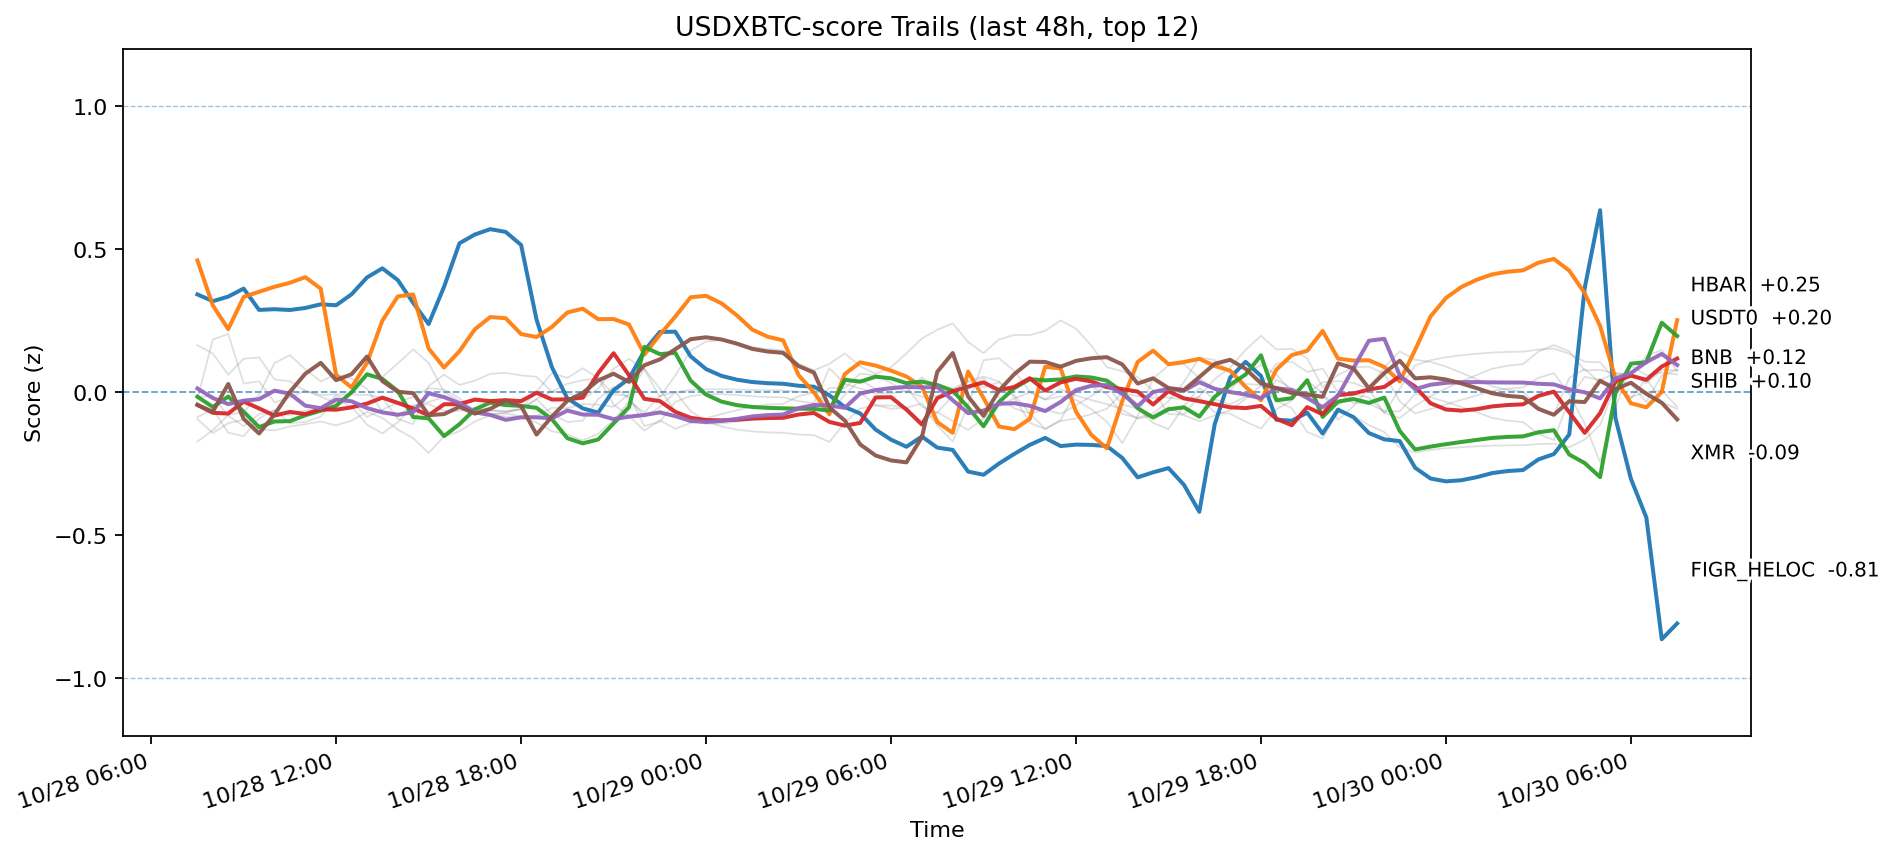 USDXBTC-score Trails (last 48h, top 12)
Score (z)
1.0
0.5
0.0
−0.5
−1.0
HBAR +0.25
USDT0 +0.20
BNB +0.12
SHIB +0.10
XMR -0.09
FIGR_HELOC -0.81
10/28 06:00
10/28 12:00
10/28 18:00
10/29 00:00
10/29 06:00
10/29 12:00
10/29 18:00
10/30 00:00
10/30 06:00
Time